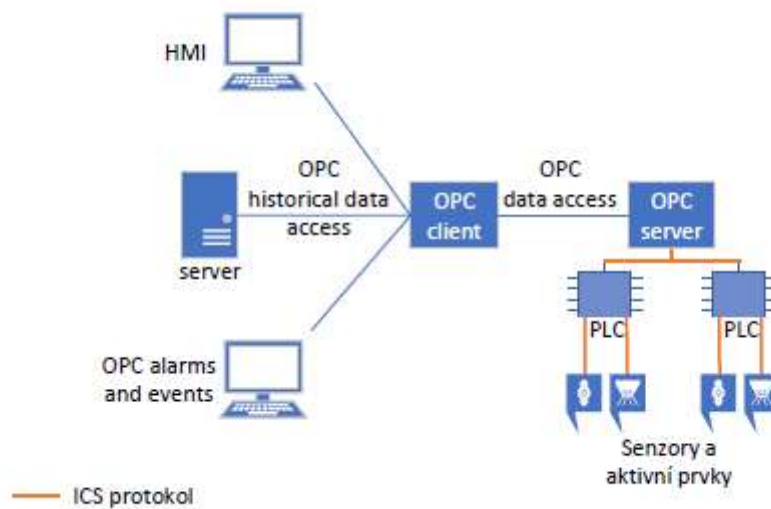 HMI
OPC
historical data
access
server
OPC alarms
and events
OPC
client
OPC
data access
OPC
server
PLC
PLC
Senzory a
aktivní prvky
ICS protokol